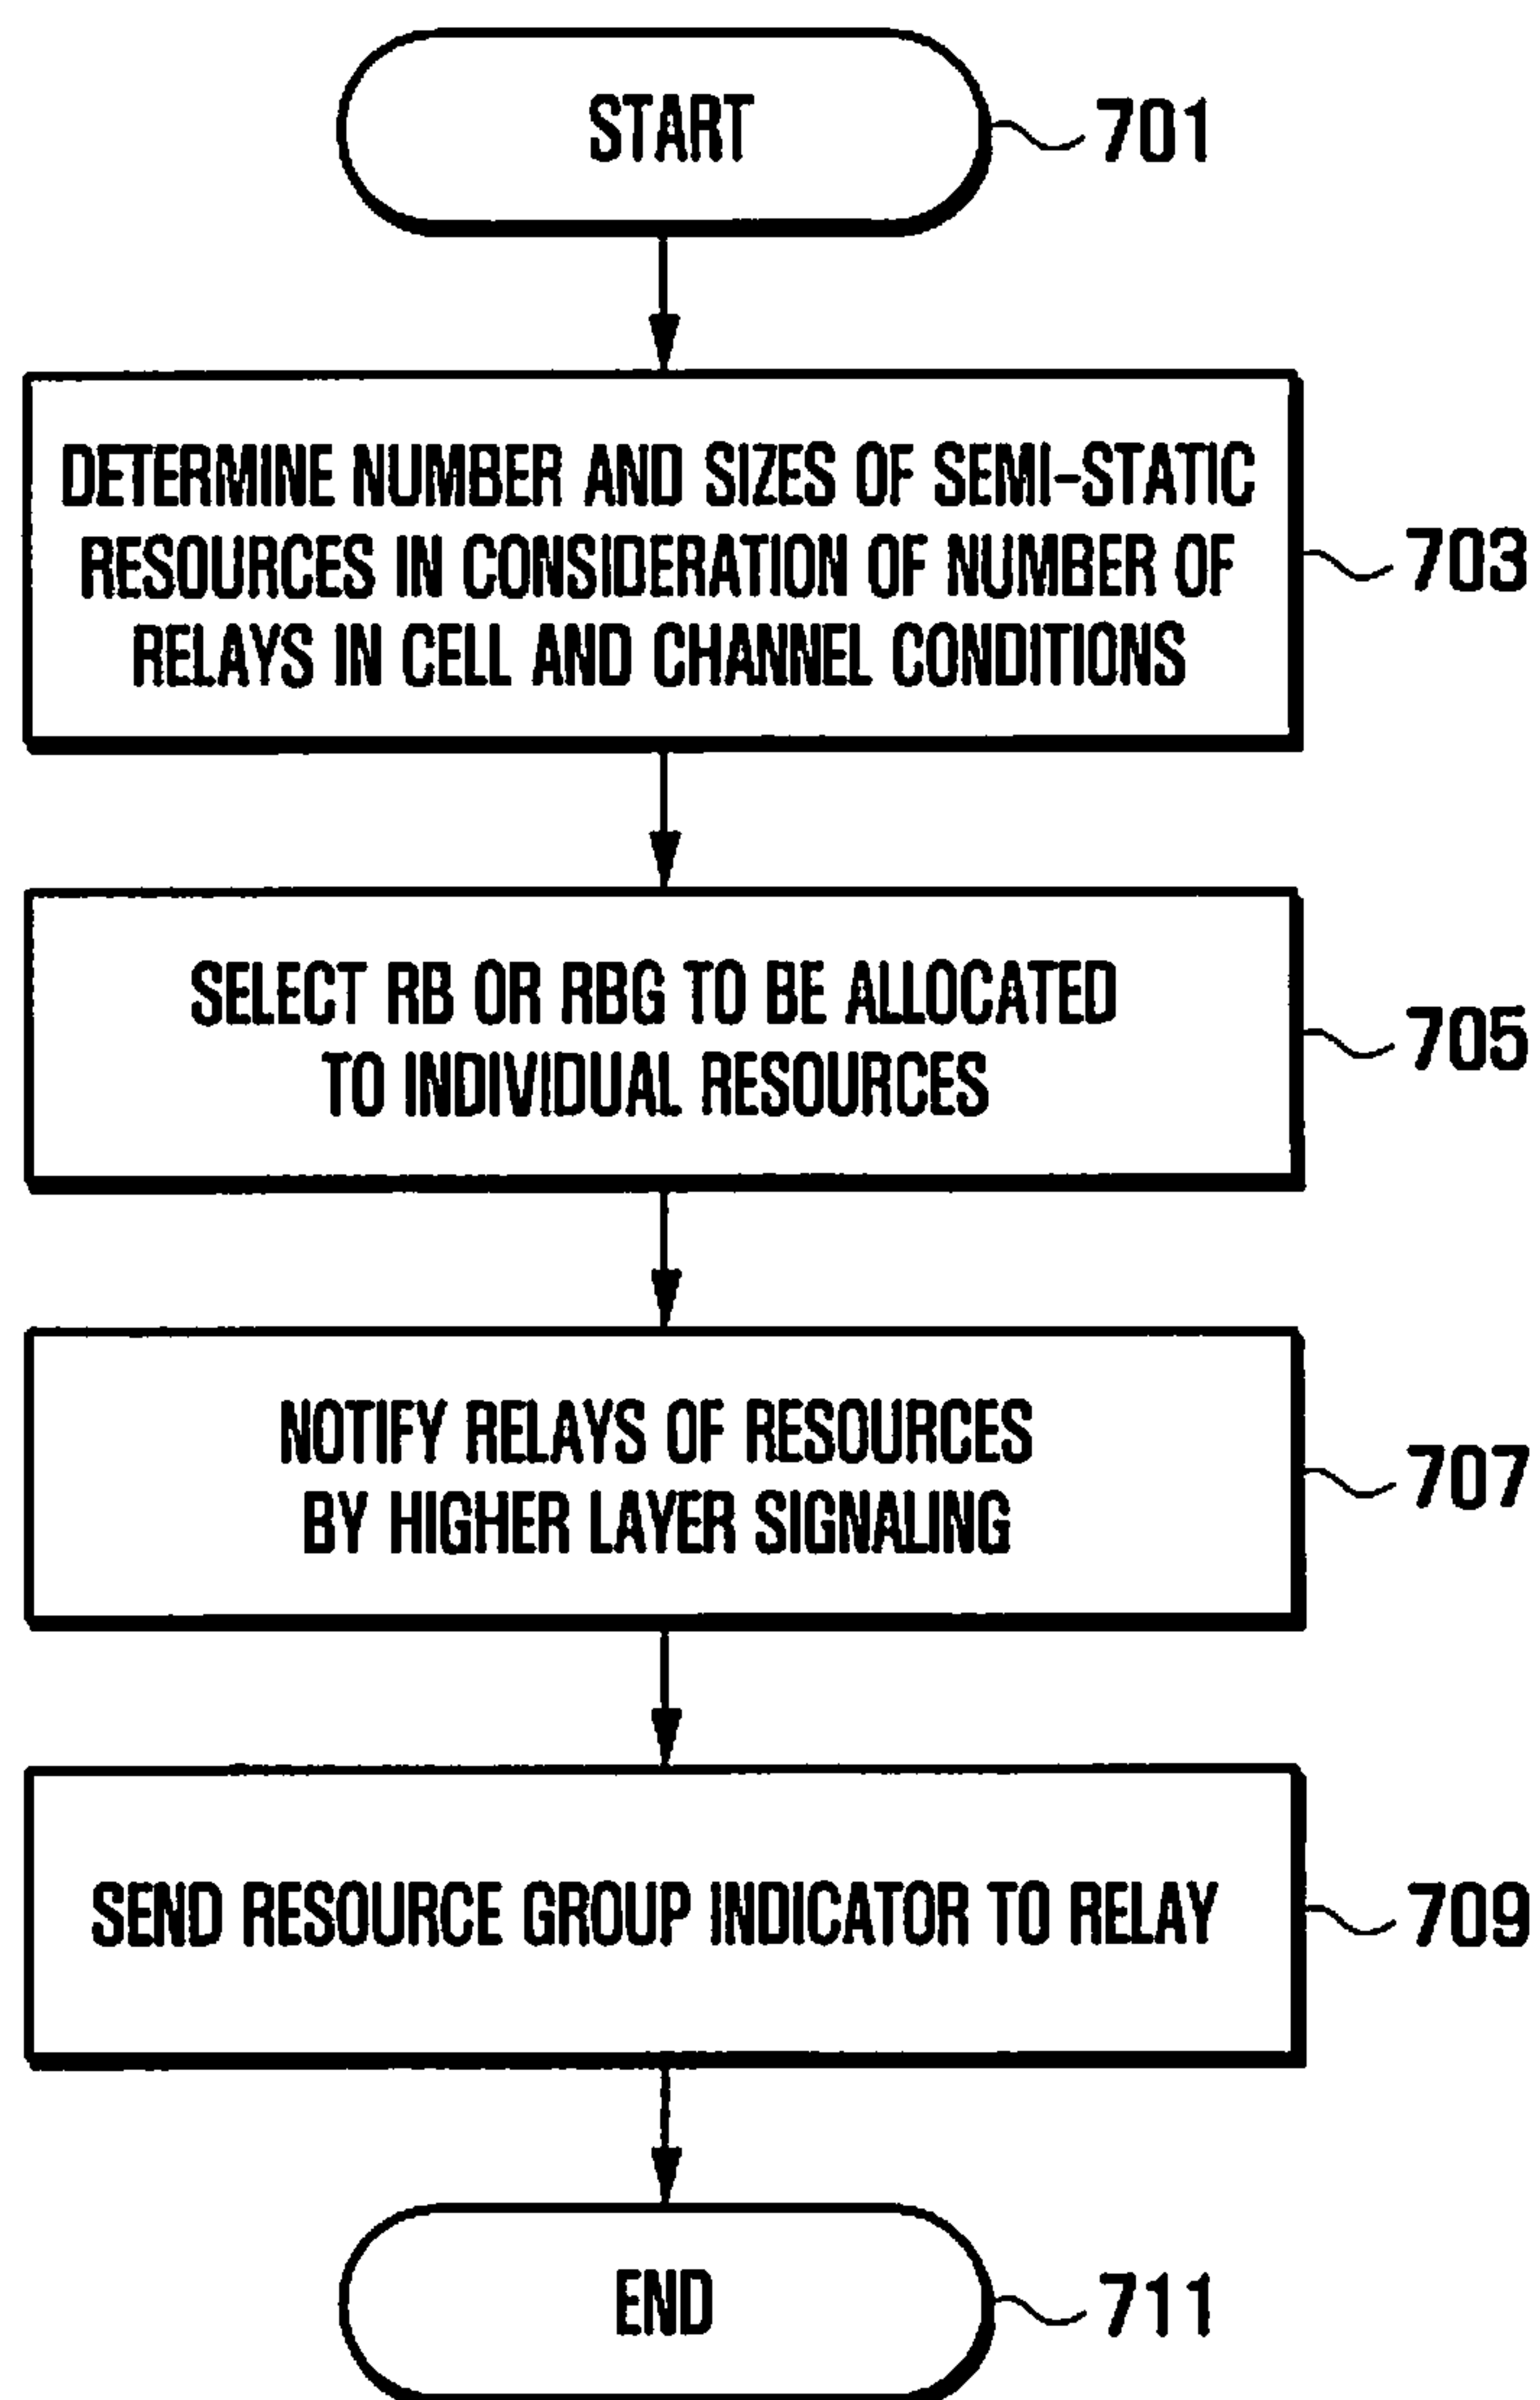 START
701
DETERMINE NUMBER AND SIZES OF SEMI-STATIC
RESOURCES IN CONSIDERATION OF NUMBER OF
RELAYS IN CELL AND CHANNEL CONDITIONS
703
SELECT RB OR RBG TO BE ALLOCATED
TO INDIVIDUAL RESOURCES
705
NOTIFY RELAYS OF RESOURCES
BY HIGHER LAYER SIGNALING
707
SEND RESOURCE GROUP INDICATOR TO RELAY
709
END
711